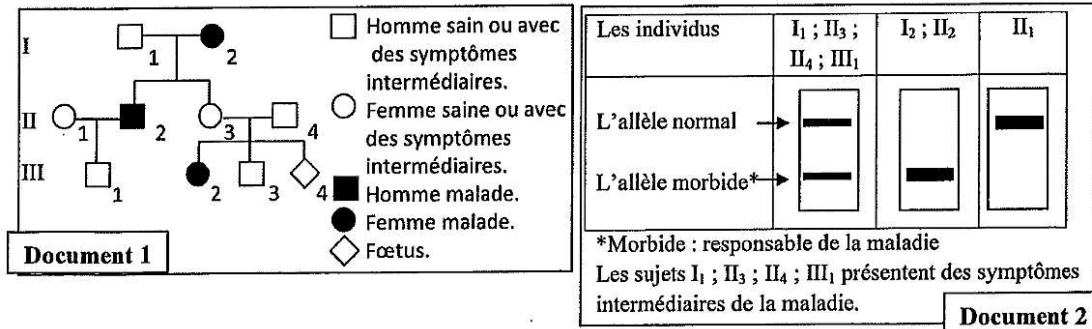 I
1
2
II
1
2
3
4
III
1
2
3
4
Homme sain ou avec
des symptômes
intermédiaires.
Femme saine ou avec
des symptômes
intermédiaires.
Homme malade.
Femme malade.
Fœtus.
Document 1
Les individus
I₁ ; II₃ ;
II₄ ; III₁
I₂ ; II₂
II₁
L'allèle normal
L'allèle morbide*
*Morbide : responsable de la maladie
Les sujets I₁ ; II₃ ; II₄ ; III₁ présentent des symptômes
intermédiaires de la maladie.
Document 2